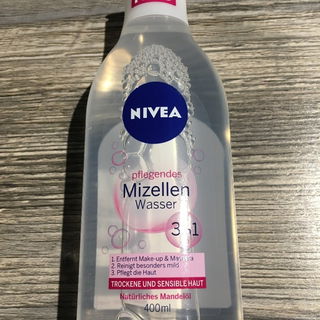 NIVEA
pflegendes
Mizellen
Wasser
3in1
1. Entfernt Make-up & Mascara
2. Reinigt besonders mild
3. Pflegt die Haut
TROCKENE UND SENSIBLE HAUT
Natürliches Mandelöl
400ml